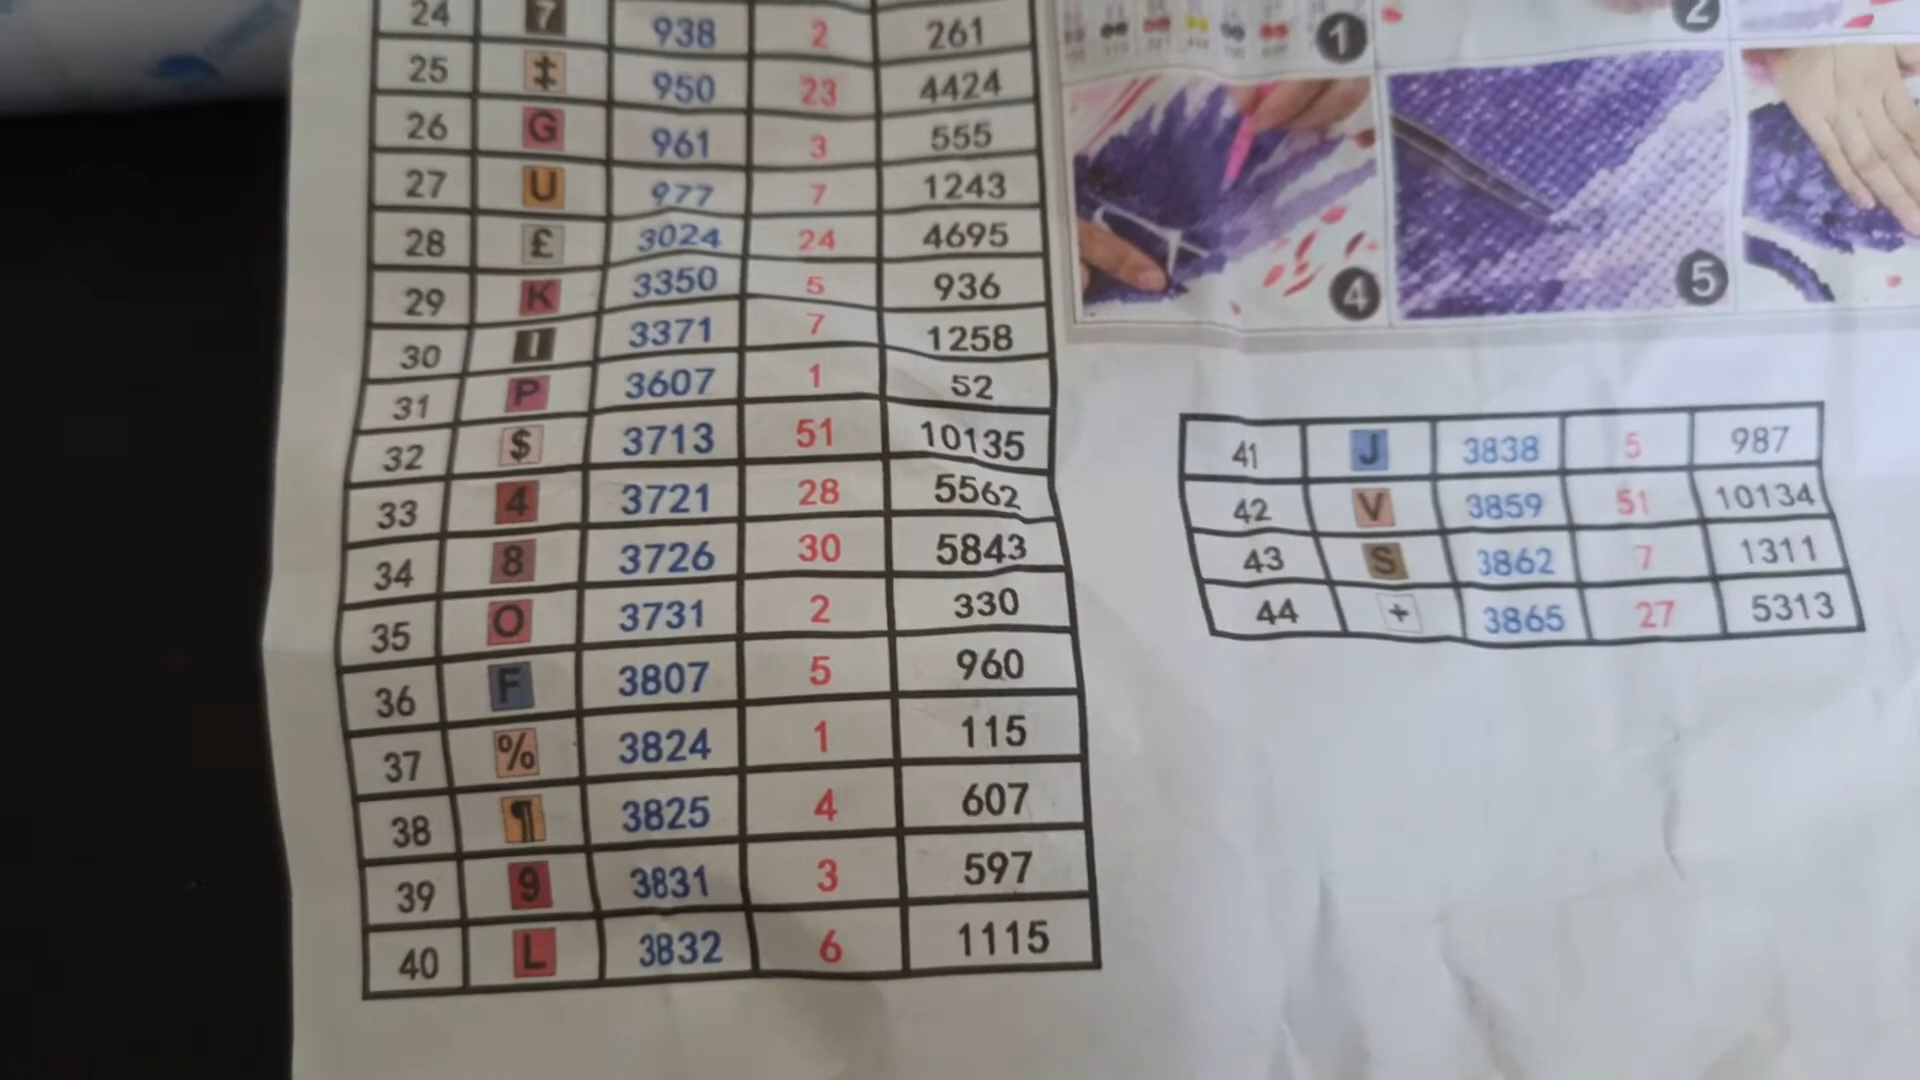 24 7 938 2 261
25 ‡ 950 23 4424
26 G 961 3 555
27 U 977 7 1243
28 £ 3024 24 4695
29 K 3350 5 936
30 I 3371 7 1258
31 P 3607 1 52
32 $ 3713 51 10135
33 4 3721 28 5562
34 8 3726 30 5843
35 O 3731 2 330
36 F 3807 5 960
37 % 3824 1 115
38 ¶ 3825 4 607
39 9 3831 3 597
40 L 3832 6 1115
1
2
4
5
41 J 3838 5 987
42 V 3859 51 10134
43 S 3862 7 1311
44 + 3865 27 5313